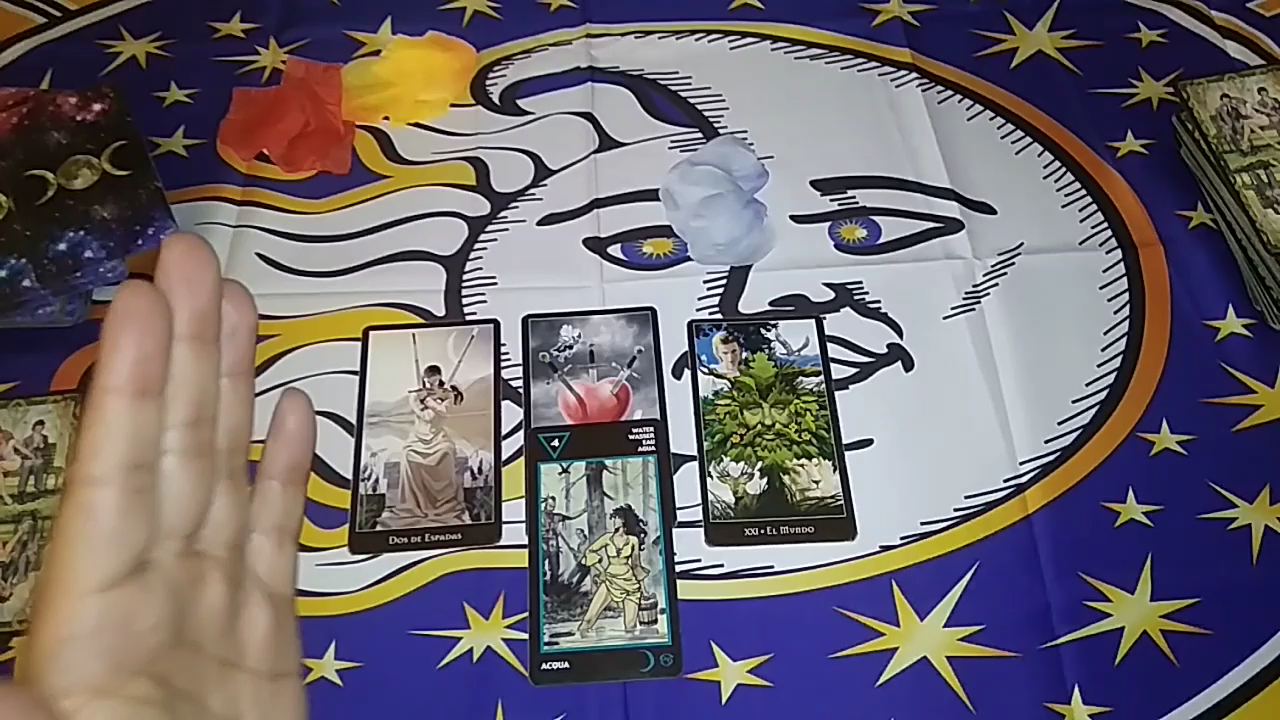 Dos de Espadas
4
WATER
WASSER
EAU
AGUA
ACQUA
XXI • El Mundo